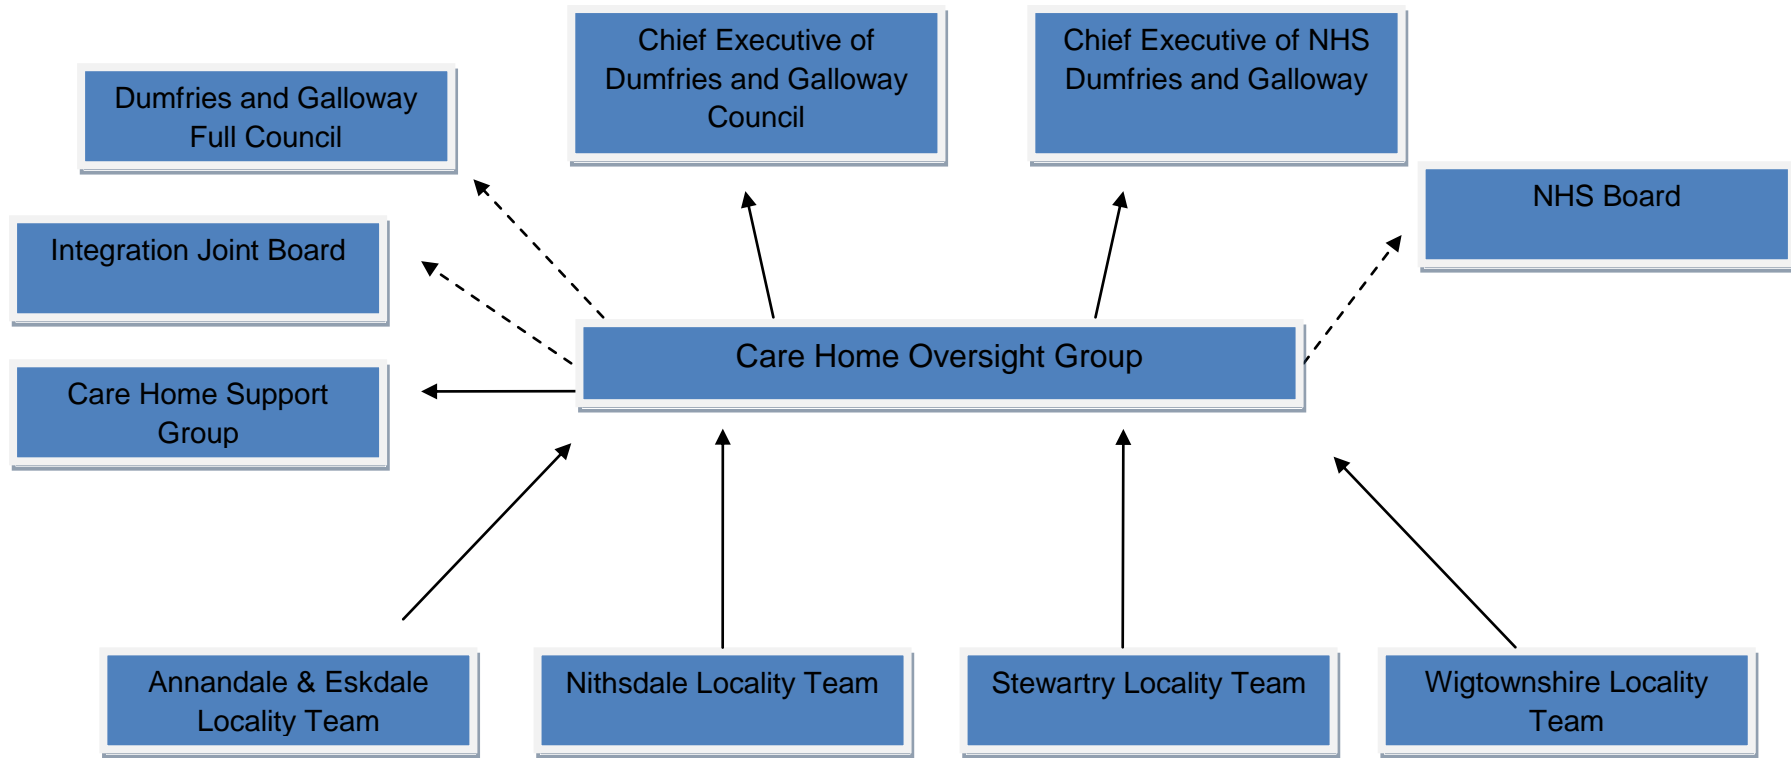 Chief Executive of
Dumfries and Galloway
Council
Chief Executive of NHS
Dumfries and Galloway
Dumfries and Galloway
Full Council
NHS Board
Integration Joint Board
Care Home Oversight Group
Care Home Support
Group
Annandale & Eskdale
Locality Team
Nithsdale Locality Team
Stewartry Locality Team
Wigtownshire Locality
Team